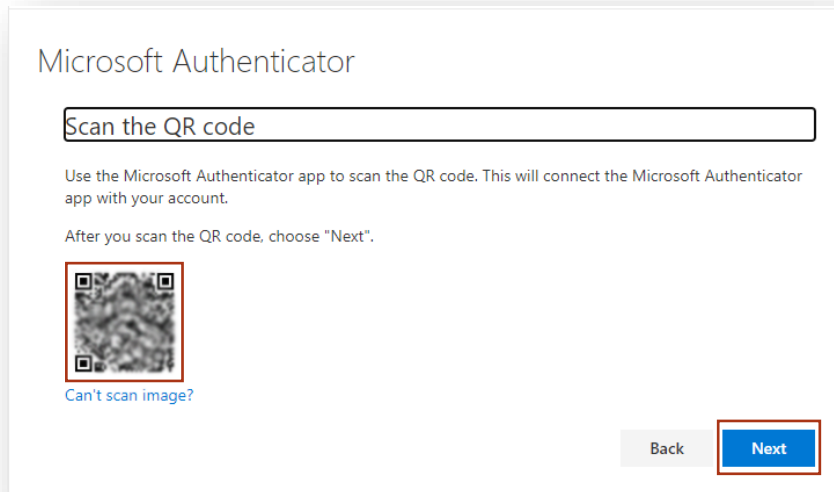 Microsoft Authenticator
Scan the QR code
Use the Microsoft Authenticator app to scan the QR code. This will connect the Microsoft Authenticator
app with your account.
After you scan the QR code, choose "Next".
Can't scan image?
Back
Next